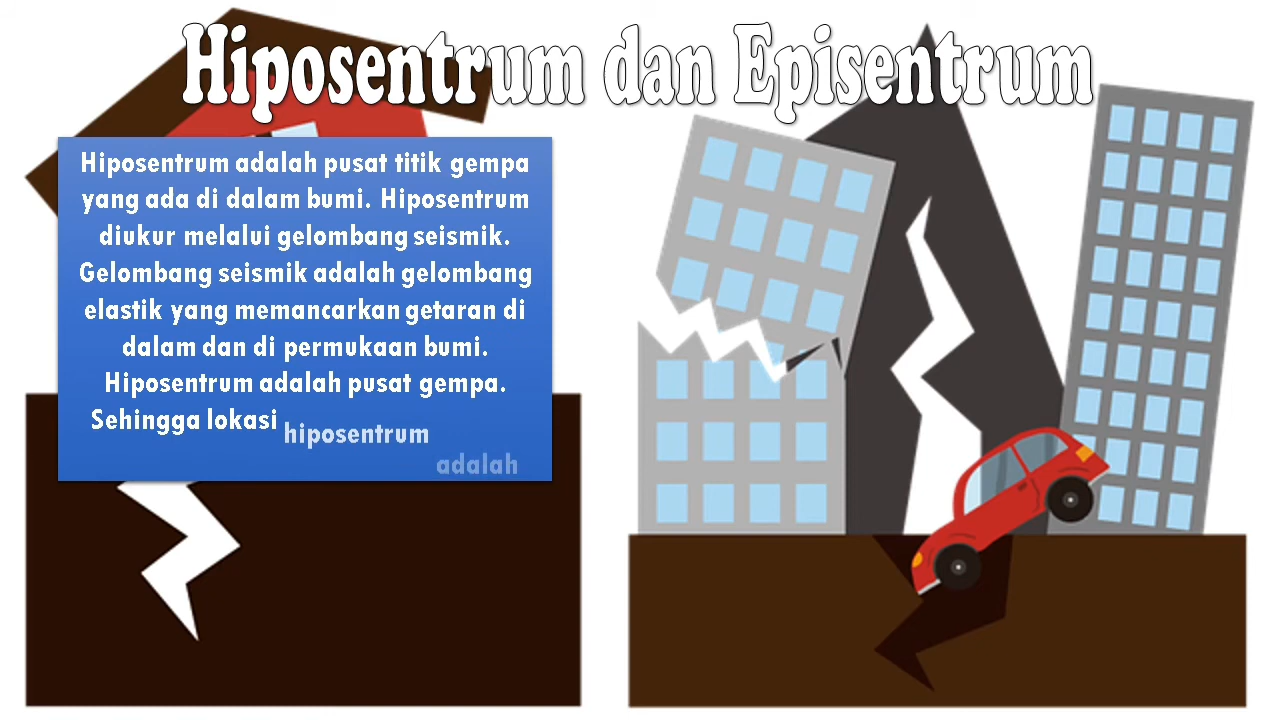 Hiposentrum dan Episentrum
Hiposentrum adalah pusat titik gempa
yang ada di dalam bumi. Hiposentrum
diukur melalui gelombang seismik.
Gelombang seismik adalah gelombang
elastik yang memancarkan getaran di
dalam dan di permukaan bumi.
Hiposentrum adalah pusat gempa.
Sehingga lokasi hiposentrum
adalah